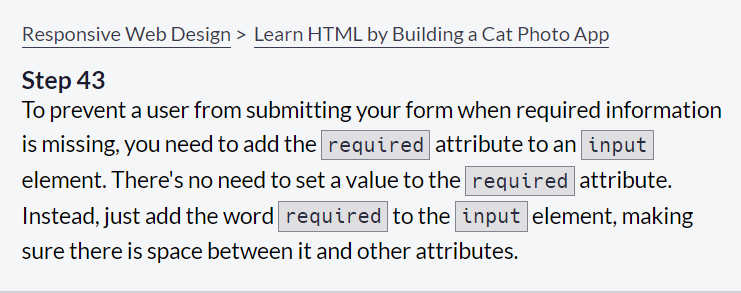 Responsive Web Design > Learn HTML by Building a Cat Photo App
Step 43
To prevent a user from submitting your form when required information
is missing, you need to add the required attribute to an input
element. There's no need to set a value to the required attribute.
Instead, just add the word required to the input element, making
sure there is space between it and other attributes.